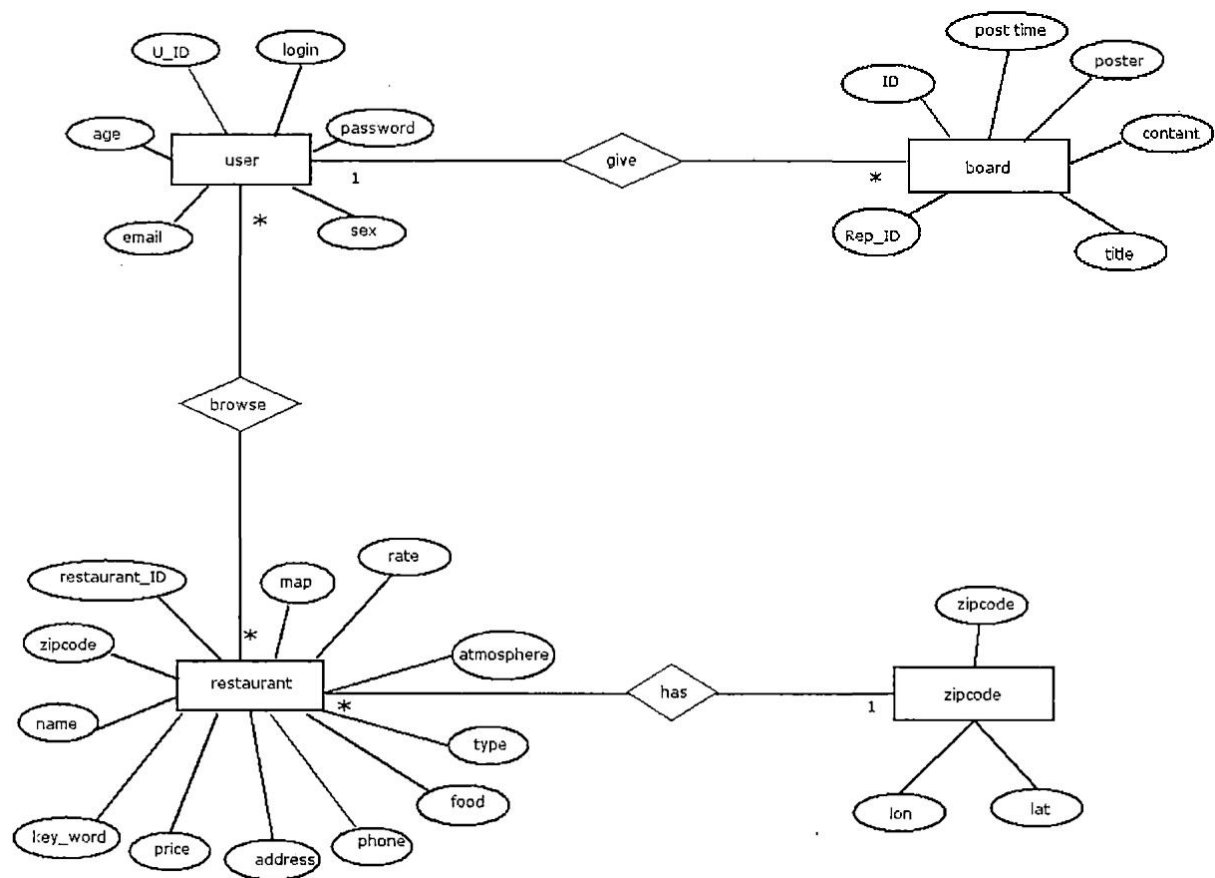 post time
U_ID
login
poster
ID
age
password
contant
user
give
board
1
*
*
email
sex
Rep_ID
title
browse
restaurant_ID
map
rate
zipcode
zipcode
*
atmosphere
restaurant
has
zipcode
*
1
name
type
food
lon
lat
key_word
price
address
phone